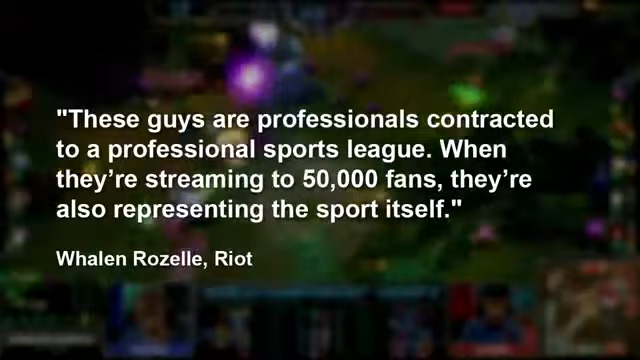 "These guys are professionals contracted
to a professional sports league. When
they’re streaming to 50,000 fans, they’re
also representing the sport itself."
Whalen Rozelle, Riot